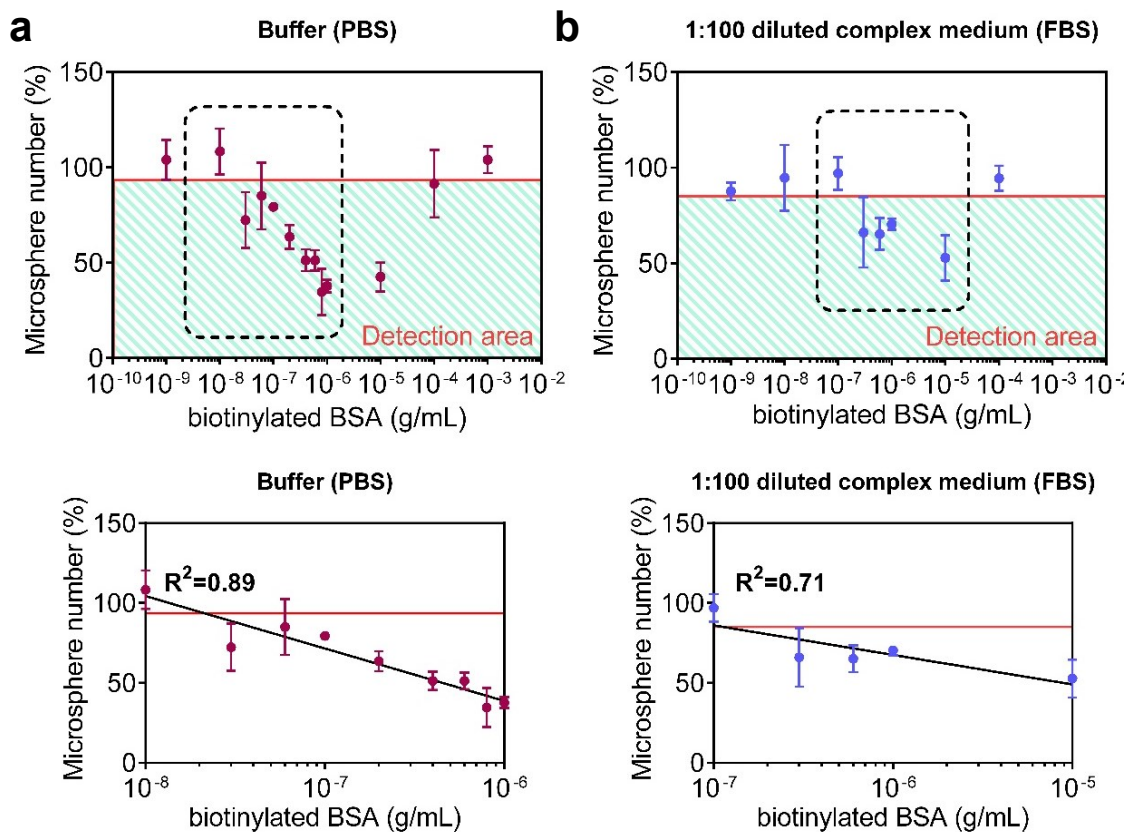 a
Buffer (PBS)
Microsphere number (%)
150
100
50
0
Detection area
10⁻¹⁰ 10⁻⁹ 10⁻⁸ 10⁻⁷ 10⁻⁶ 10⁻⁵ 10⁻⁴ 10⁻³ 10⁻²
biotinylated BSA (g/mL)
b
1:100 diluted complex medium (FBS)
Microsphere number (%)
150
100
50
0
Detection area
10⁻¹⁰ 10⁻⁹ 10⁻⁸ 10⁻⁷ 10⁻⁶ 10⁻⁵ 10⁻⁴ 10⁻³ 10⁻²
biotinylated BSA (g/mL)
Buffer (PBS)
Microsphere number (%)
150
100
50
0
R²=0.89
10⁻⁸ 10⁻⁷ 10⁻⁶
biotinylated BSA (g/mL)
1:100 diluted complex medium (FBS)
Microsphere number (%)
150
100
50
0
R²=0.71
10⁻⁷ 10⁻⁶ 10⁻⁵
biotinylated BSA (g/mL)